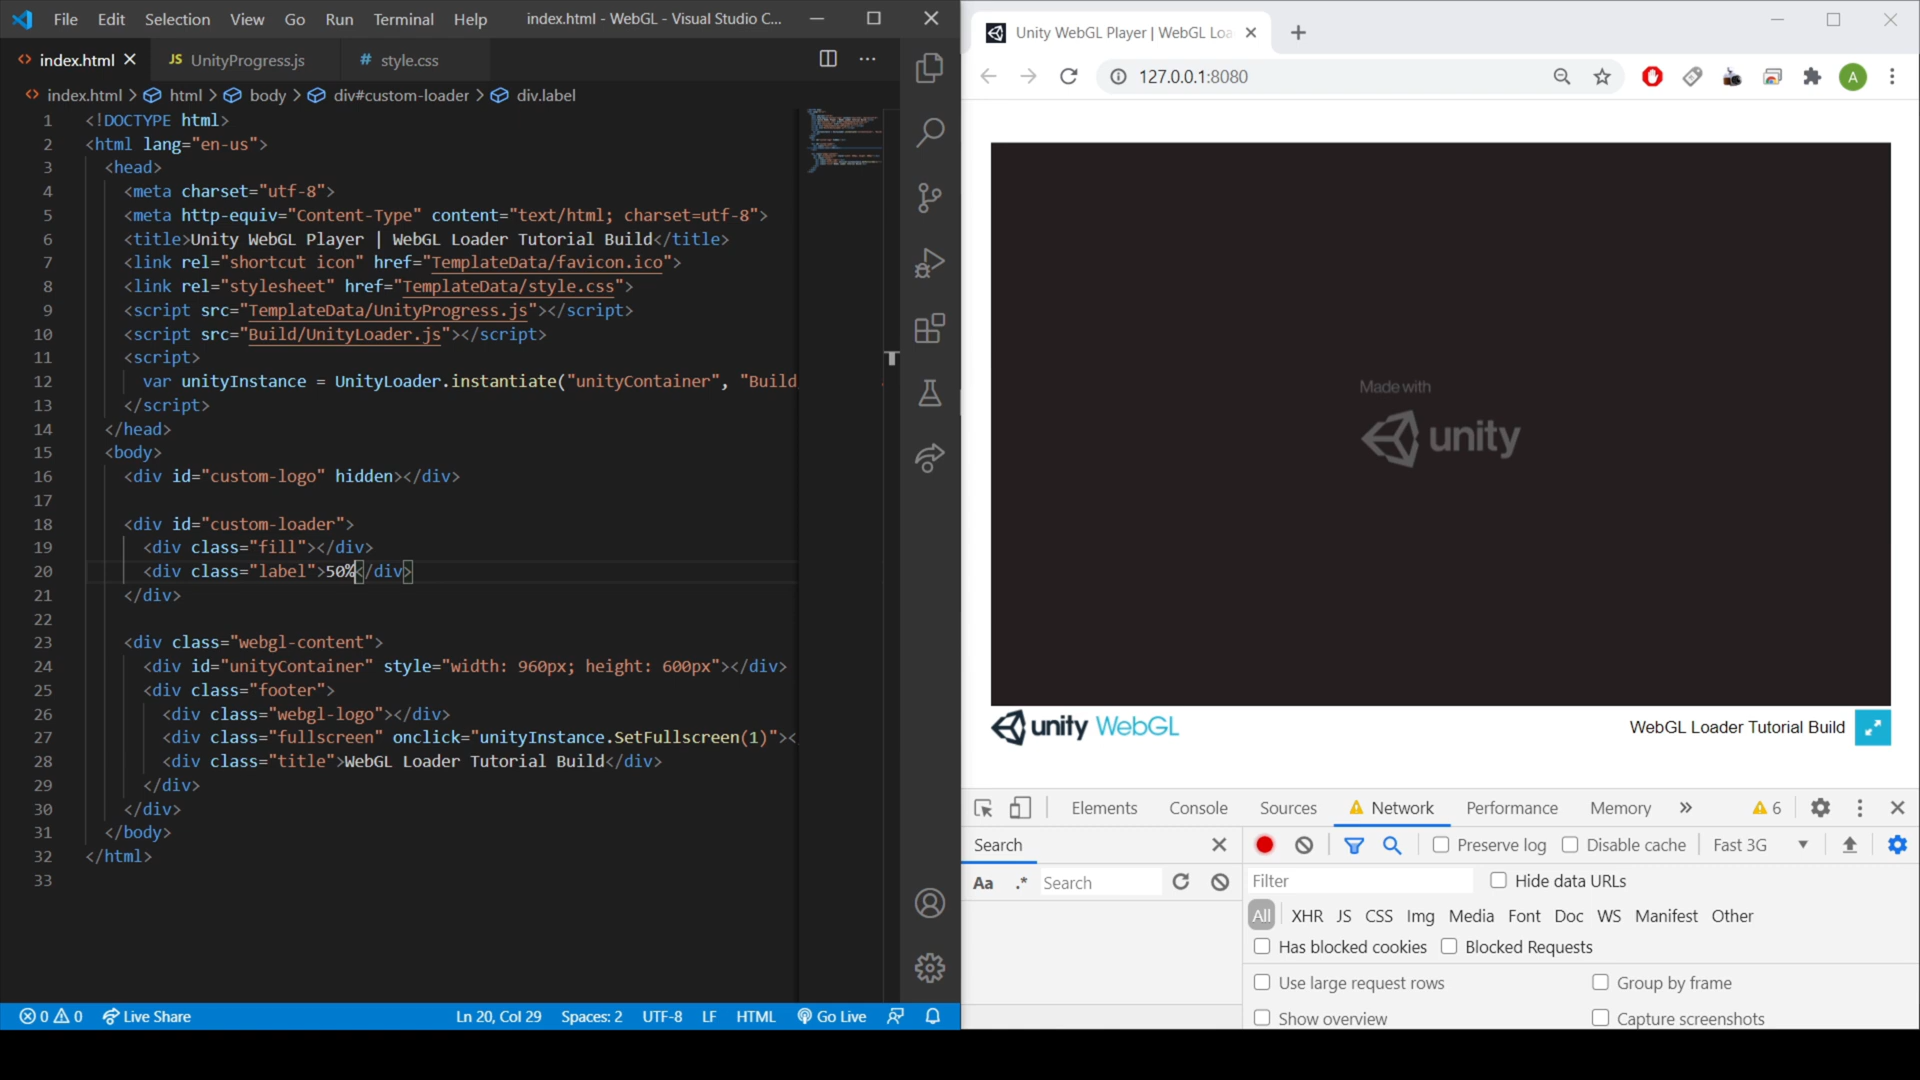 File Edit Selection View Go Run Terminal Help index.html - WebGL - Visual Studio C...
index.html UnityProgress.js style.css
index.html > html > body > div#custom-loader > div.label
1 <!DOCTYPE html>
2 <html lang="en-us">
3 <head>
4 <meta charset="utf-8">
5 <meta http-equiv="Content-Type" content="text/html; charset=utf-8">
6 <title>Unity WebGL Player | WebGL Loader Tutorial Build</title>
7 <link rel="shortcut icon" href="TemplateData/favicon.ico">
8 <link rel="stylesheet" href="TemplateData/style.css">
9 <script src="TemplateData/UnityProgress.js"></script>
10 <script src="Build/UnityLoader.js"></script>
11 <script>
12 var unityInstance = UnityLoader.instantiate("unityContainer", "Build
13 </script>
14 </head>
15 <body>
16 <div id="custom-logo" hidden></div>
17
18 <div id="custom-loader">
19 <div class="fill"></div>
20 <div class="label">50%</div>
21 </div>
22
23 <div class="webgl-content">
24 <div id="unityContainer" style="width: 960px; height: 600px"></div>
25 <div class="footer">
26 <div class="webgl-logo"></div>
27 <div class="fullscreen" onclick="unityInstance.SetFullscreen(1)"><
28 <div class="title">WebGL Loader Tutorial Build</div>
29 </div>
30 </div>
31 </body>
32 </html>
33
0 0 Live Share Ln 20, Col 29 Spaces: 2 UTF-8 LF HTML Go Live
Unity WebGL Player | WebGL Loa
127.0.0.1:8080 A
Made with
unity
unity WebGL WebGL Loader Tutorial Build
Elements Console Sources Network Performance Memory 6
Search Preserve log Disable cache Fast 3G
Aa .* Search Filter Hide data URLs
All XHR JS CSS Img Media Font Doc WS Manifest Other
Has blocked cookies Blocked Requests
Use large request rows Group by frame
Show overview Capture screenshots